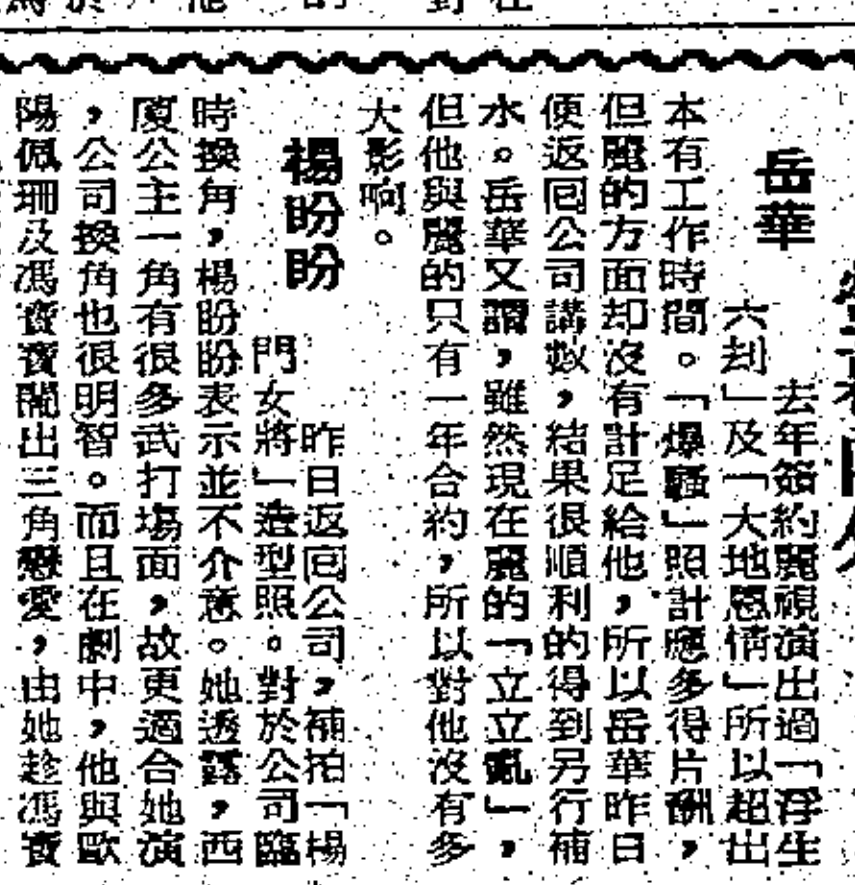 岳華
去年簽約麗視演出過「浮生
六刦」及「大地恩情」所以超出
本有工作時間。「爆騷」照計應多得片酬,
但麗的方面却沒有計足給他,所以岳華昨日
便返回公司講數,結果很順利的得到另行補
水。岳華又謂,雖然現在麗的「立立亂」,
但他與麗的只有一年合約,所以對他沒有多
大影响。
楊盼盼
昨日返回公司,補拍「楊
門女將」造型照。對於公司臨
時換角,楊盼盼表示並不介意。她透露,西
廈公主一角有很多武打場面,故更適合她演
,公司換角也很明智。而且在劇中,他與歐
陽佩珊及馮寶寶鬧出三角戀愛,由她趁馮寶